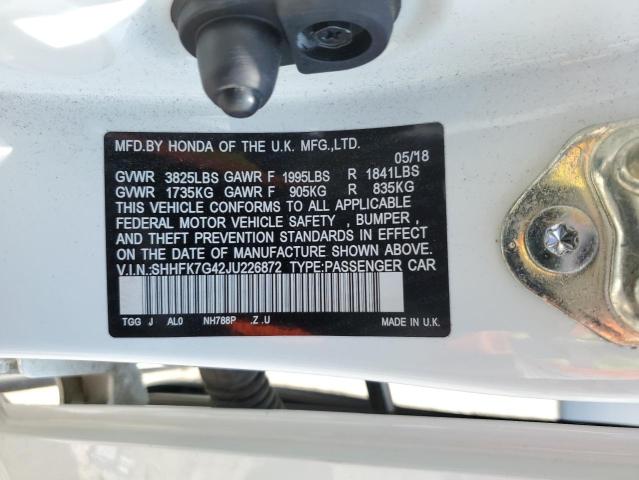 MFD.BY HONDA OF THE U.K. MFG.,LTD.
05/18
GVWR 3825LBS GAWR F 1995LBS R 1841LBS
GVWR 1735KG GAWR F 905KG R 835KG
THIS VEHICLE CONFORMS TO ALL APPLICABLE
FEDERAL MOTOR VEHICLE SAFETY , BUMPER ,
AND THEFT PREVENTION STANDARDS IN EFFECT
ON THE DATE OF MANUFACTURE SHOWN ABOVE.
V.I.N.:SHHFK7G42JU226872 TYPE:PASSENGER CAR
TGG J AL0 NH788P .Z .U MADE IN U.K.